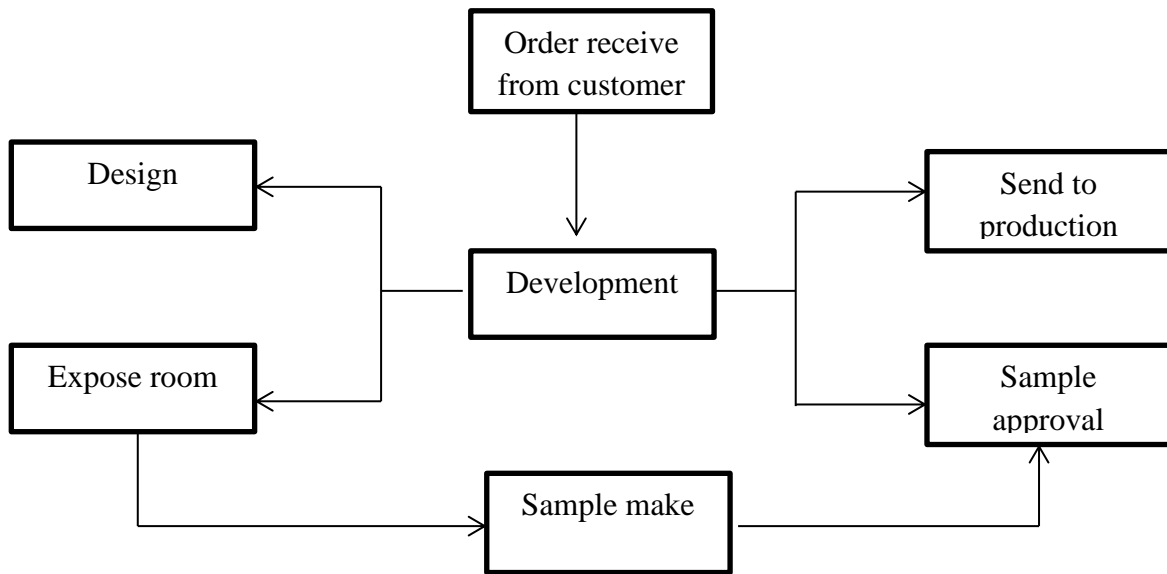 Order receive
from customer
Design
Send to
production
Development
Expose room
Sample
approval
Sample make